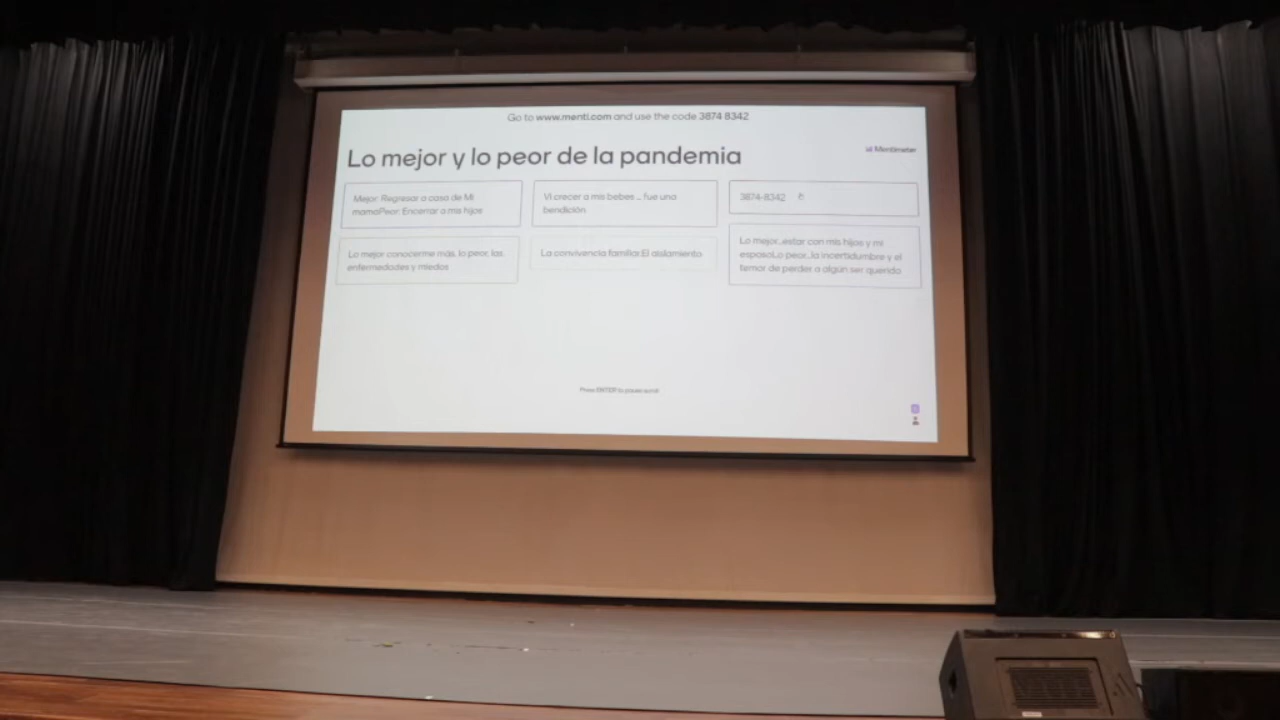 Go to www.menti.com and use the code 3874 8342
Lo mejor y lo peor de la pandemia
Mentimeter
Mejor: Regresar a casa de Mi
mamaPeor: Encerrar a mis hijos
Vi crecer a mis bebes ... fue una
bendición
3874-8342
Lo mejor conocerme más, lo peor, las
enfermedades y miedos
La convivencia familiar.El aislamiento
Lo mejor...estar con mis hijos y mi
esposoLo peor...la incertidumbre y el
temor de perder a algún ser querido
Press ENTER to pause scroll